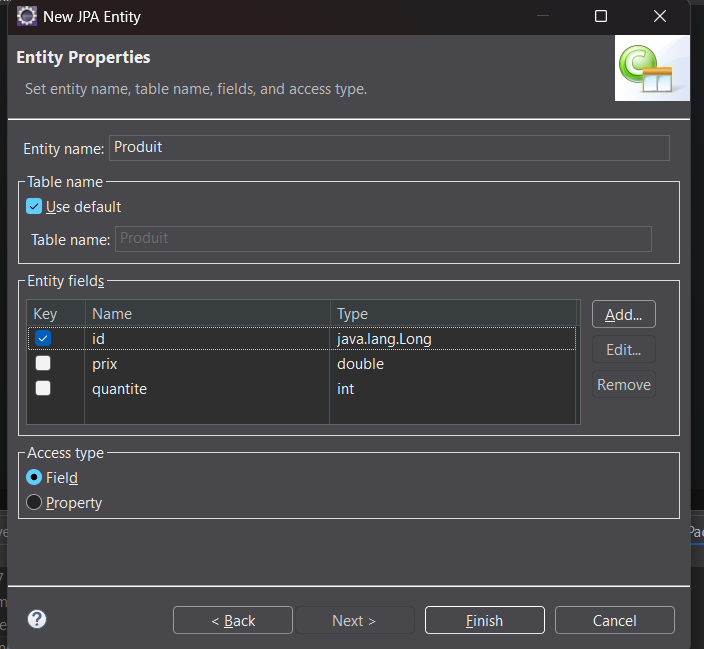 New JPA Entity
Entity Properties
Set entity name, table name, fields, and access type.
Entity name: Produit
Table name
Use default
Table name: Produit
Entity fields
Key Name Type
id java.lang.Long
prix double
quantite int
Add...
Edit...
Remove
Access type
Field
Property
< Back Next > Finish Cancel